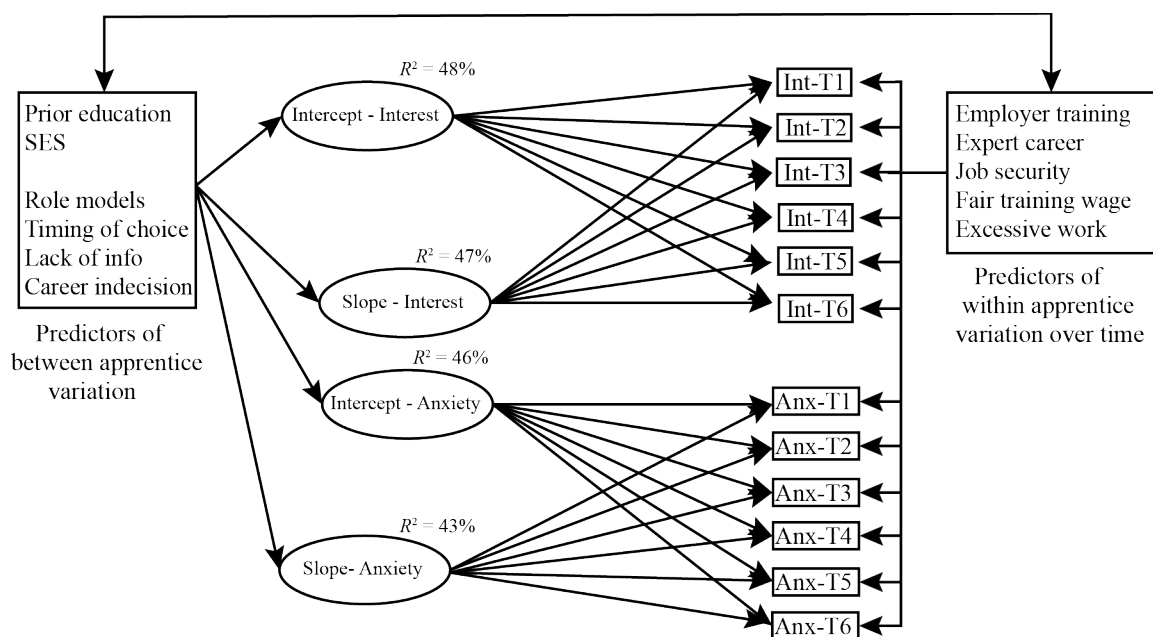 Prior education
SES
Role models
Timing of choice
Lack of info
Career indecision
Predictors of
between apprentice
variation
R² = 48%
Intercept - Interest
R² = 47%
Slope - Interest
R² = 46%
Intercept - Anxiety
R² = 43%
Slope- Anxiety
Int-T1
Int-T2
Int-T3
Int-T4
Int-T5
Int-T6
Anx-T1
Anx-T2
Anx-T3
Anx-T4
Anx-T5
Anx-T6
Employer training
Expert career
Job security
Fair training wage
Excessive work
Predictors of
within apprentice
variation over time